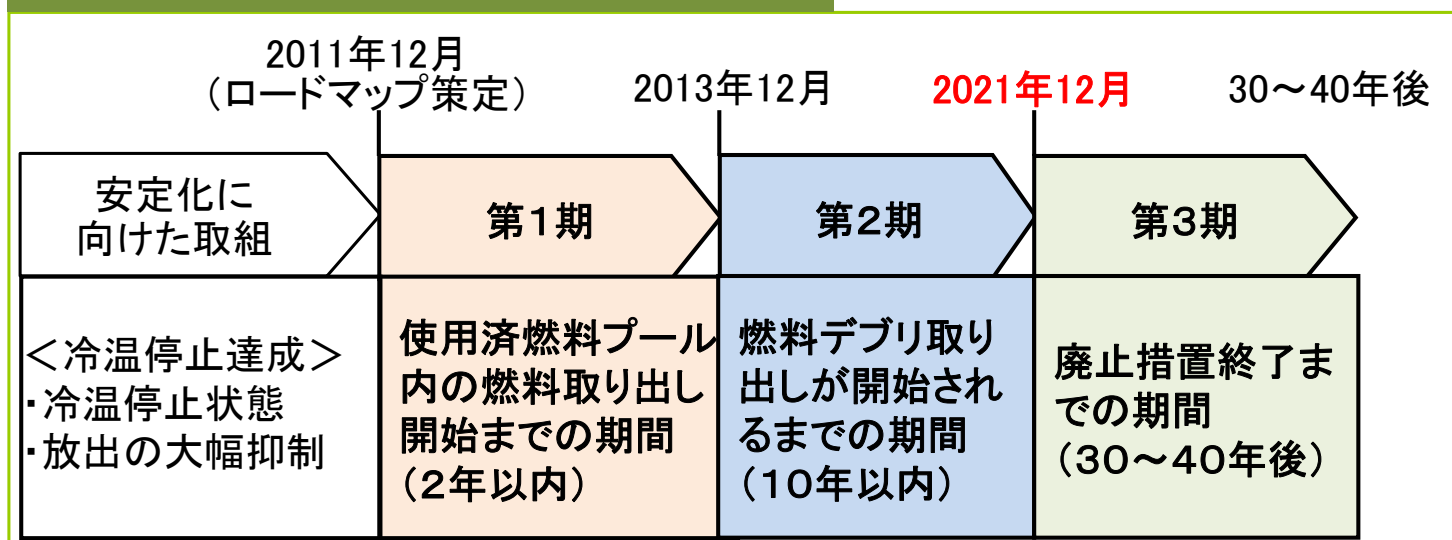 2011年12月
（ロードマップ策定）
2013年12月
2021年12月
30～40年後
安定化に
向けた取組
第１期
第２期
第３期
＜冷温停止達成＞
・冷温停止状態
・放出の大幅抑制
使用済燃料プール
内の燃料取り出し
開始までの期間
（２年以内）
燃料デブリ取り
出しが開始され
るまでの期間
（１０年以内）
廃止措置終了ま
での期間
（３０～４０年後）